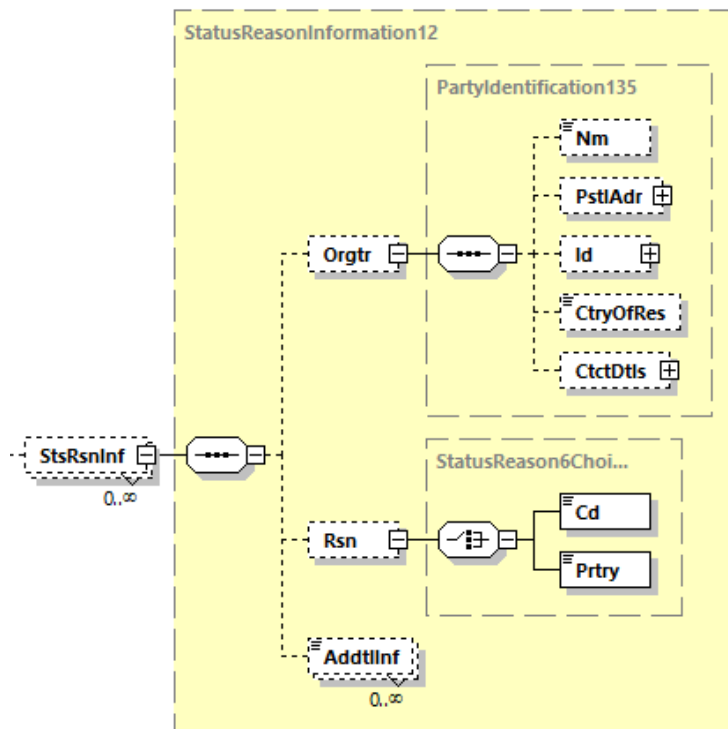 StatusReasonInformation12
PartyIdentification135
Nm
PstlAdr
Orgtr
Id
CtryOfRes
CtctDtls
StsRsnInf
0..∞
StatusReason6Choi...
Cd
Rsn
Prtry
AddtlInf
0..∞